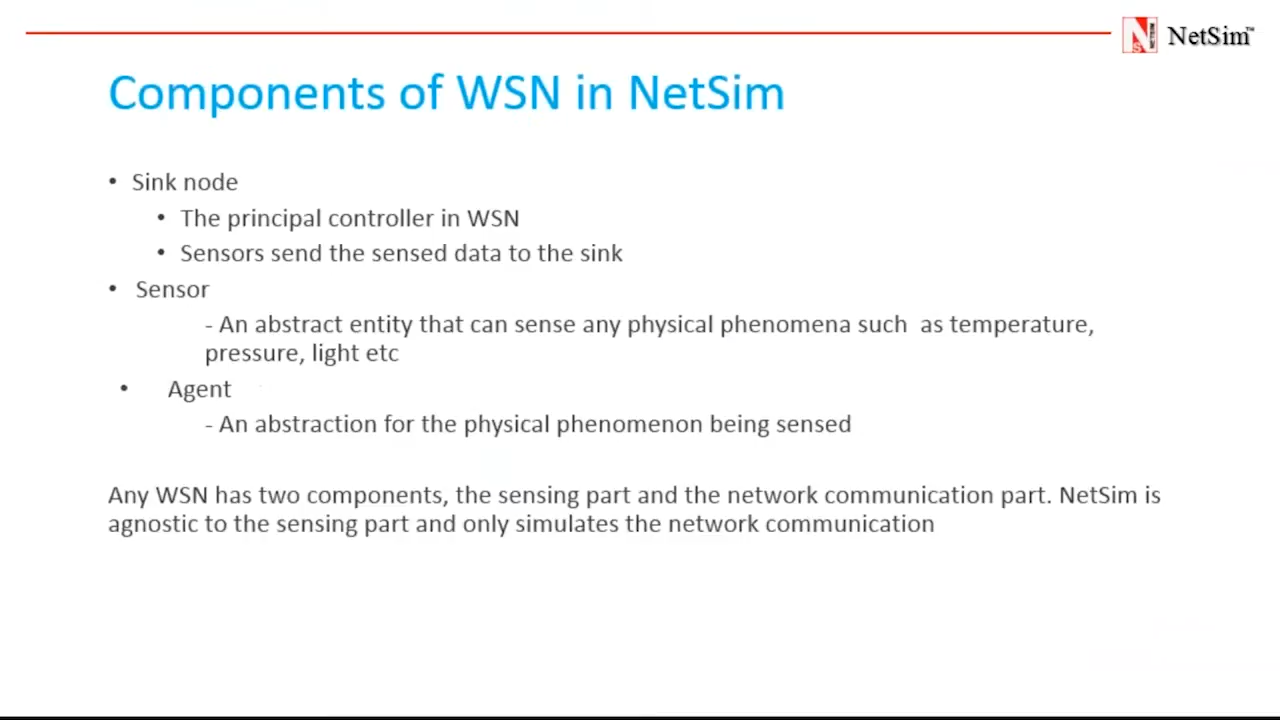 NetSim™
Components of WSN in NetSim
• Sink node
• The principal controller in WSN
• Sensors send the sensed data to the sink
• Sensor
- An abstract entity that can sense any physical phenomena such as temperature,
pressure, light etc
• Agent
- An abstraction for the physical phenomenon being sensed
Any WSN has two components, the sensing part and the network communication part. NetSim is
agnostic to the sensing part and only simulates the network communication